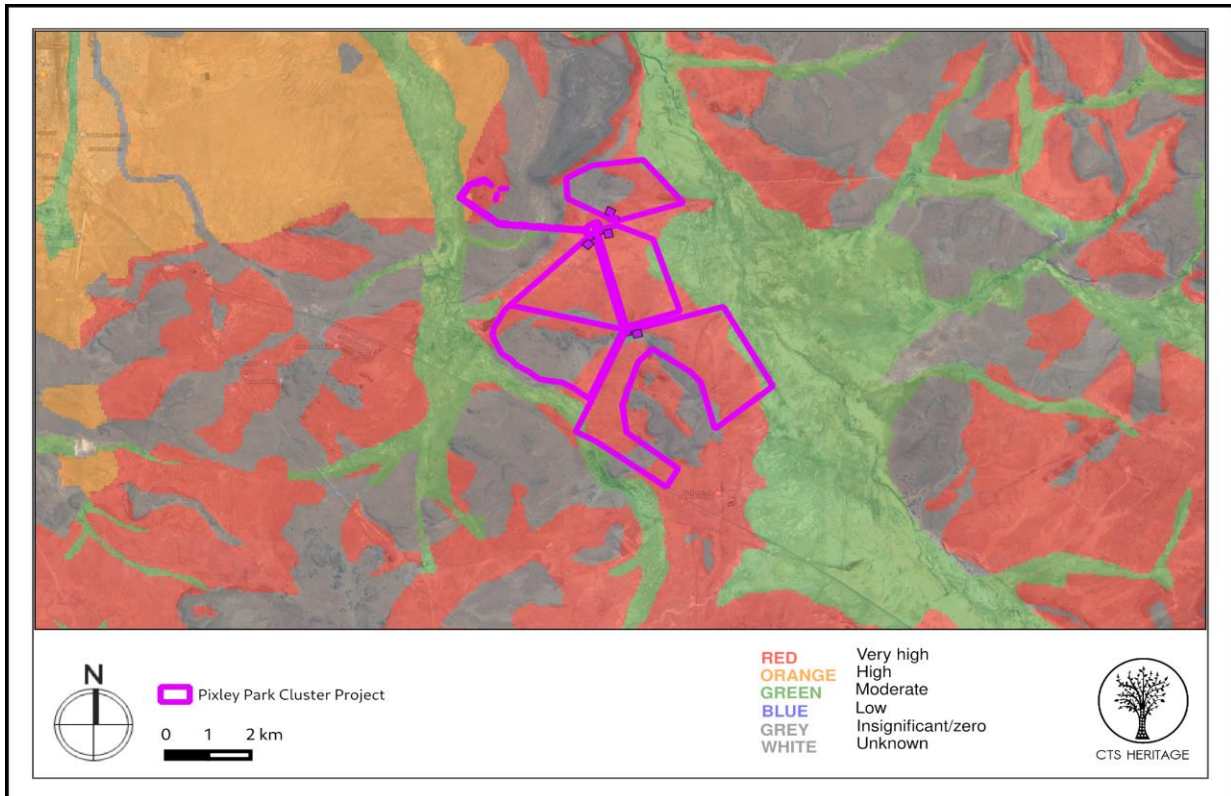 N
Pixley Park Cluster Project
0 1 2 km
RED Very high
ORANGE High
GREEN Moderate
BLUE Low
GREY Insignificant/zero
WHITE Unknown
CTS HERITAGE